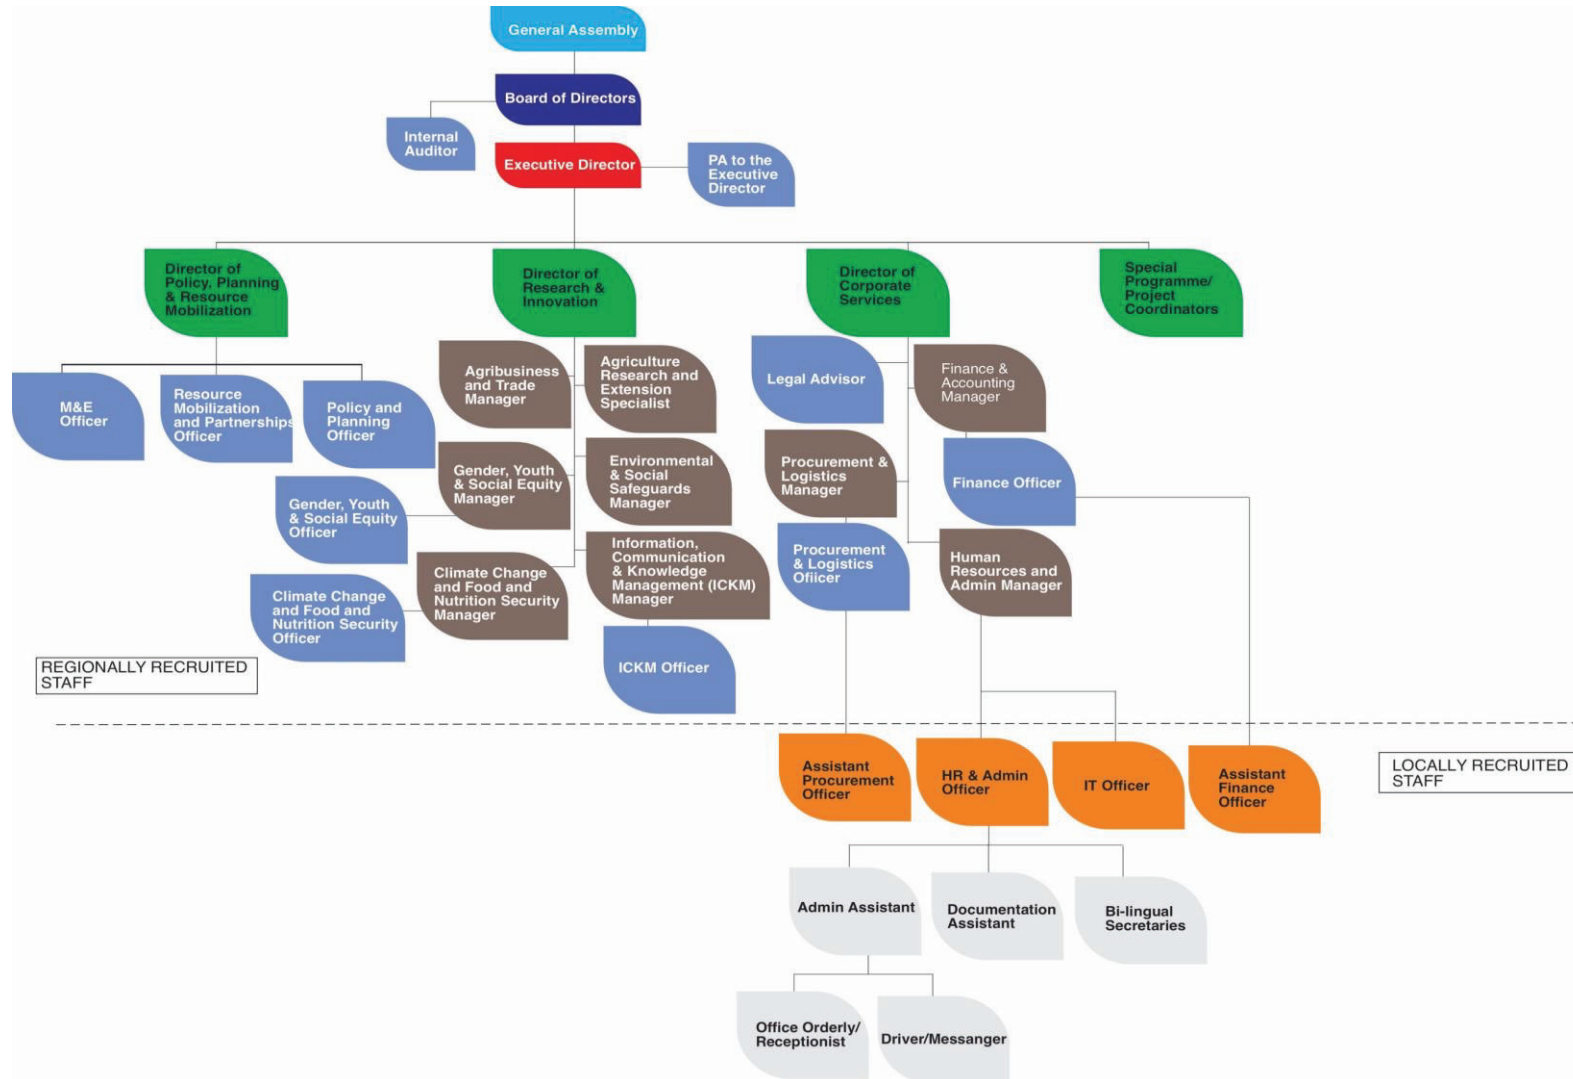 General Assembly
Board of Directors
Internal
Auditor
Executive Director
PA to the
Executive
Director
Director of
Policy, Planning
& Resource
Mobilization
Director of
Research &
Innovation
Director of
Corporate
Services
Special
Programme/
Project
Coordinators
M&E
Officer
Resource
Mobilization
and Partnerships
Officer
Policy and
Planning
Officer
Agribusiness
and Trade
Manager
Agriculture
Research and
Extension
Specialist
Legal Advisor
Finance &
Accounting
Manager
Gender, Youth
& Social Equity
Manager
Environmental
& Social
Safeguards
Manager
Procurement &
Logistics
Manager
Finance Officer
Gender, Youth
& Social Equity
Officer
Information,
Communication
& Knowledge
Management (ICKM)
Manager
Procurement
& Logistics
Oficer
Human
Resources and
Admin Manager
Climate Change
and Food and
Nutrition Security
Manager
Climate Change
and Food and
Nutrition Security
Officer
ICKM Officer
REGIONALLY RECRUITED
STAFF
LOCALLY RECRUITED
STAFF
Assistant
Procurement
Officer
HR & Admin
Officer
IT Officer
Assistant
Finance
Officer
Admin Assistant
Documentation
Assistant
Bi-lingual
Secretaries
Office Orderly/
Receptionist
Driver/Messanger